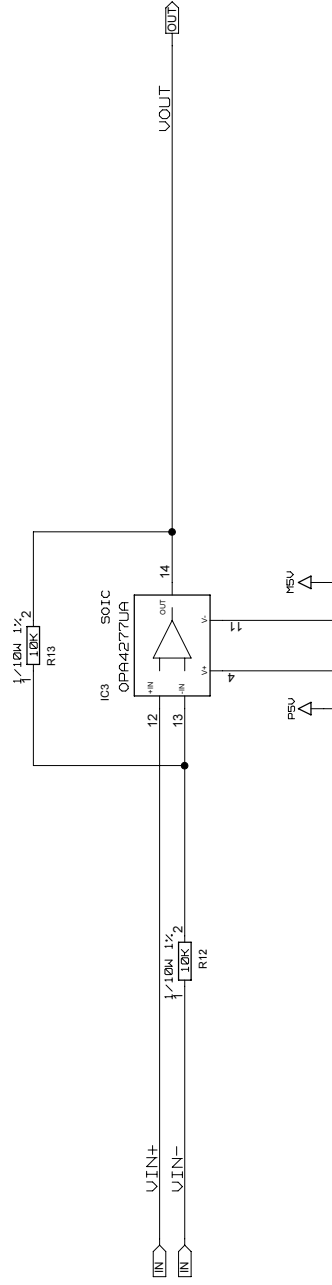 OUT
VOUT
1/10W 1%
1
10K
2
R13
IC3
SOIC
OPA4277UA
12
+IN
OUT
14
13
-IN
V+
V-
4
11
P5V
M5V
1/10W 1%
1
10K
2
R12
VIN+
VIN-
IN
IN